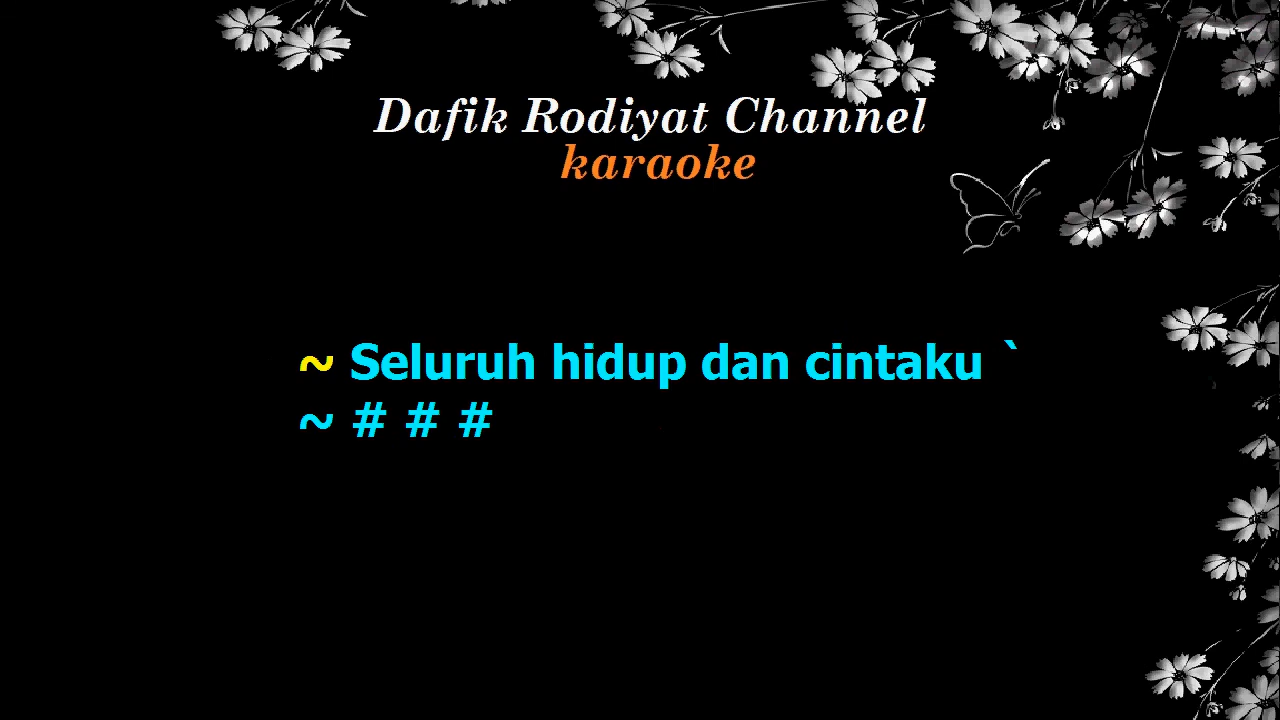 Dafik Rodiyat Channel
karaoke
~ Seluruh hidup dan cintaku `
~ # # #